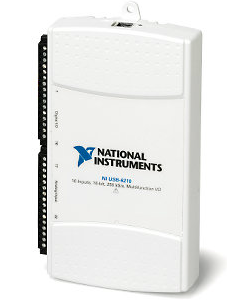 NATIONAL
INSTRUMENTS
NI USB-6210
16 Inputs, 16-bit, 250 kS/s, Multifunction I/O